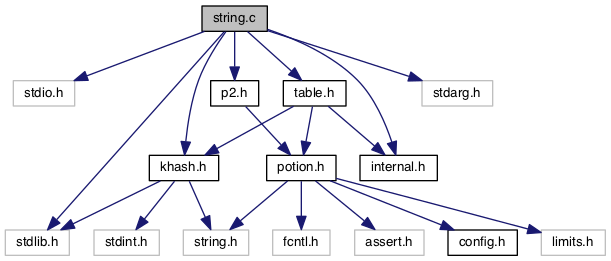 string.c
stdio.h
p2.h
table.h
stdarg.h
khash.h
potion.h
internal.h
stdlib.h
stdint.h
string.h
fcntl.h
assert.h
config.h
limits.h